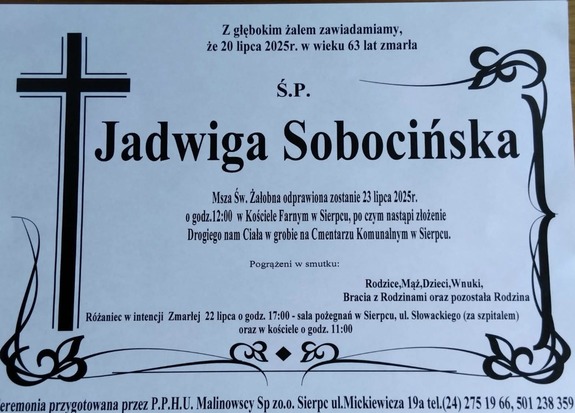 Z głębokim żalem zawiadamiamy,
że 20 lipca 2025r. w wieku 63 lat zmarła
Ś.P.
Jadwiga Sobocińska
Msza Św. Żałobna odprawiona zostanie 23 lipca 2025r.
o godz.12:00 w Kościele Farnym w Sierpcu, po czym nastąpi złożenie
Drogiego nam Ciała w grobie na Cmentarzu Komunalnym w Sierpcu.
Pogrążeni w smutku:
Rodzice,Mąż,Dzieci,Wnuki,
Bracia z Rodzinami oraz pozostała Rodzina
Różaniec w intencji Zmarłej 22 lipca o godz. 17:00 - sala pożegnań w Sierpcu, ul. Słowackiego (za szpitalem)
oraz w kościele o godz. 11:00
eremonia przygotowana przez P.P.H.U. Malinowscy Sp zo.o. Sierpc ul.Mickiewicza 19a tel.(24) 275 19 66, 501 238 359